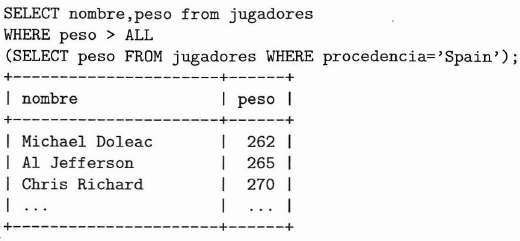 SELECT nombre,peso from jugadores
WHERE peso > ALL
(SELECT peso FROM jugadores WHERE procedencia='Spain');
+----------------------+------+
| nombre | peso |
+----------------------+------+
| Michael Doleac | 262 |
| Al Jefferson | 265 |
| Chris Richard | 270 |
| ... | ... |
+----------------------+------+